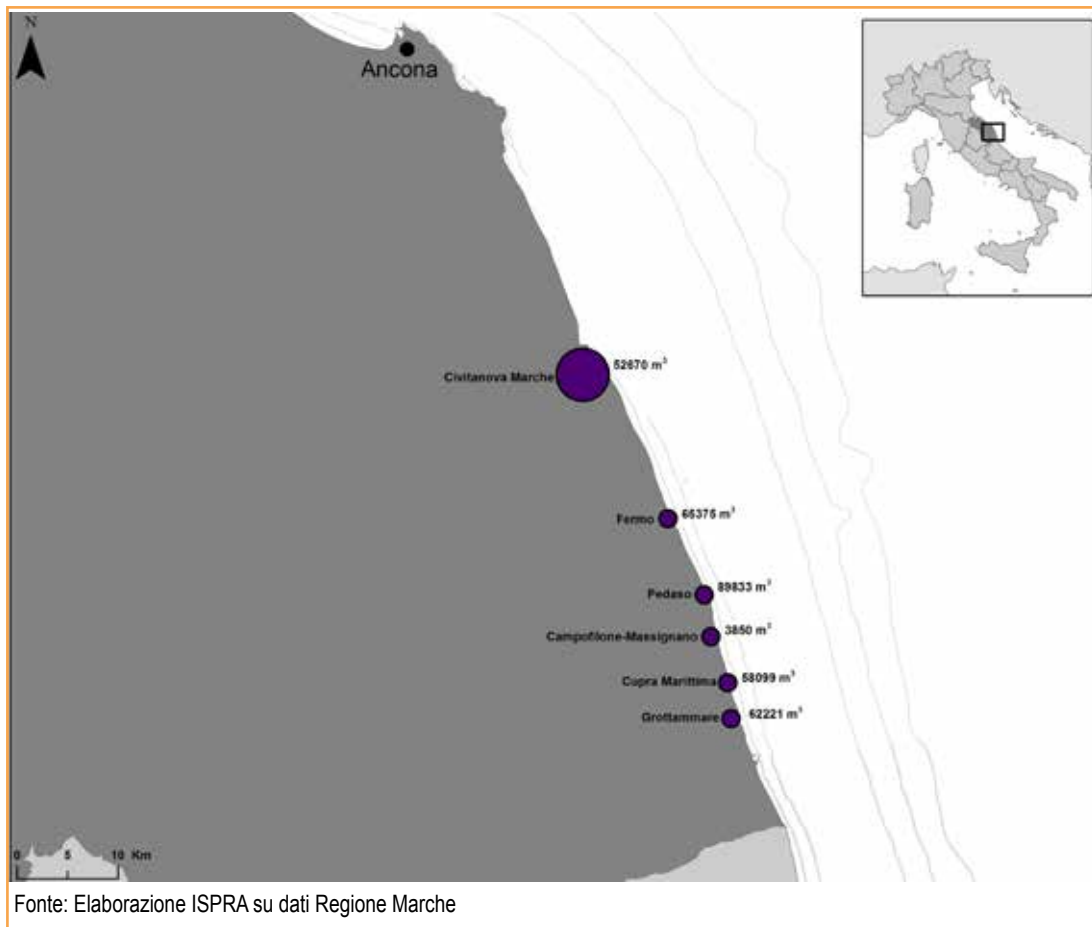 N
Ancona
Civitanova Marche 52670 m³
Fermo 65375 m³
Pedaso 89833 m³
Campofilone-Massignano 3850 m³
Cupra Marittima 58099 m³
Grottammare 62221 m³
0 5 10 Km
Fonte: Elaborazione ISPRA su dati Regione Marche